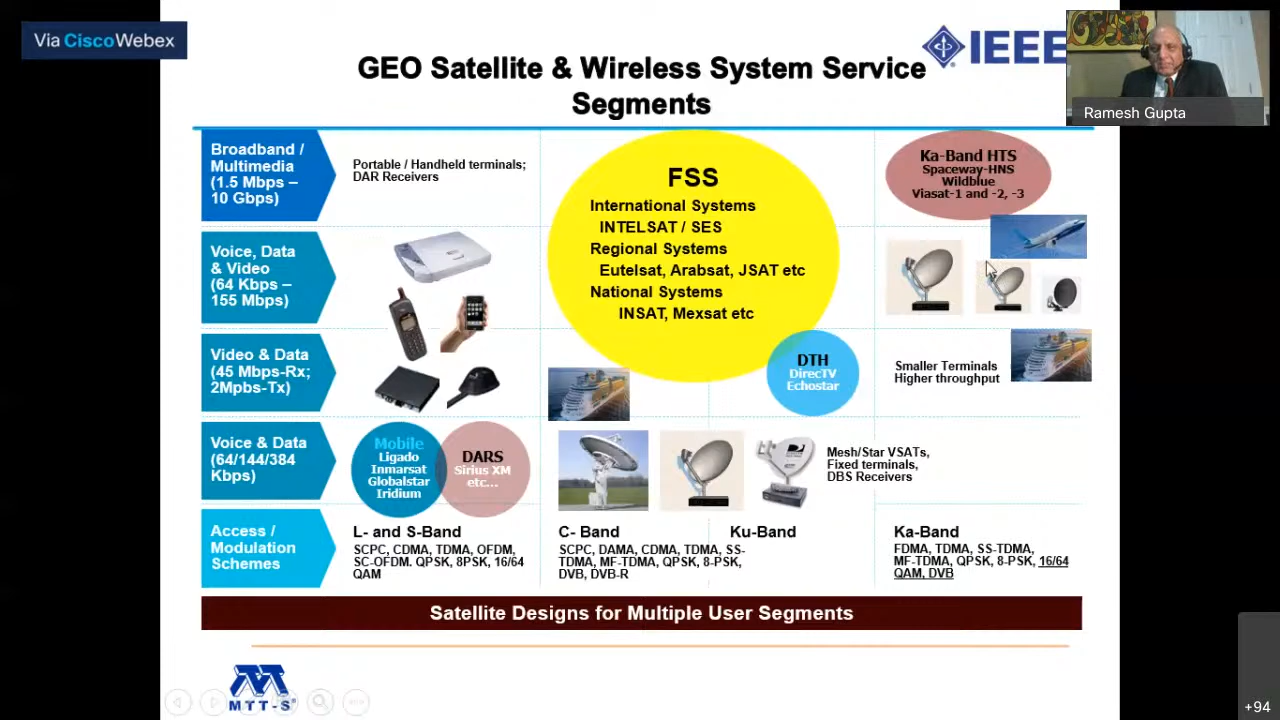 Via CiscoWebex
IEEE
Ramesh Gupta
GEO Satellite & Wireless System Service
Segments
Broadband /
Multimedia
(1.5 Mbps –
10 Gbps)
Portable / Handheld terminals;
DAR Receivers
FSS
International Systems
INTELSAT / SES
Regional Systems
Eutelsat, Arabsat, JSAT etc
National Systems
INSAT, Mexsat etc
Ka-Band HTS
Spaceway-HNS
Wildblue
Viasat-1 and -2, -3
Voice, Data
& Video
(64 Kbps –
155 Mbps)
Video & Data
(45 Mbps-Rx;
2Mpbs-Tx)
DTH
DirecTV
Echostar
Smaller Terminals
Higher throughput
Voice & Data
(64/144/384
Kbps)
Mobile
Ligado
Inmarsat
Globalstar
Iridium
DARS
Sirius XM
etc...
Mesh/Star VSATs,
Fixed terminals,
DBS Receivers
Access /
Modulation
Schemes
L- and S-Band
SCPC, CDMA, TDMA, OFDM,
SC-OFDM. QPSK, 8PSK, 16/64
QAM
C- Band
Ku-Band
SCPC, DAMA, CDMA, TDMA, SS-
TDMA, MF-TDMA, QPSK, 8-PSK,
DVB, DVB-R
Ka-Band
FDMA, TDMA, SS-TDMA,
MF-TDMA, QPSK, 8-PSK, 16/64
QAM, DVB
Satellite Designs for Multiple User Segments
MTT-S®
+94